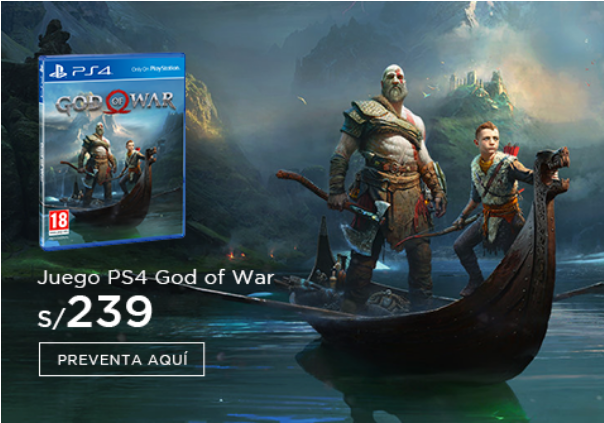 PS4
Only On PlayStation.
GOD OF WAR
18
Juego PS4 God of War
S/239
PREVENTA AQUÍ